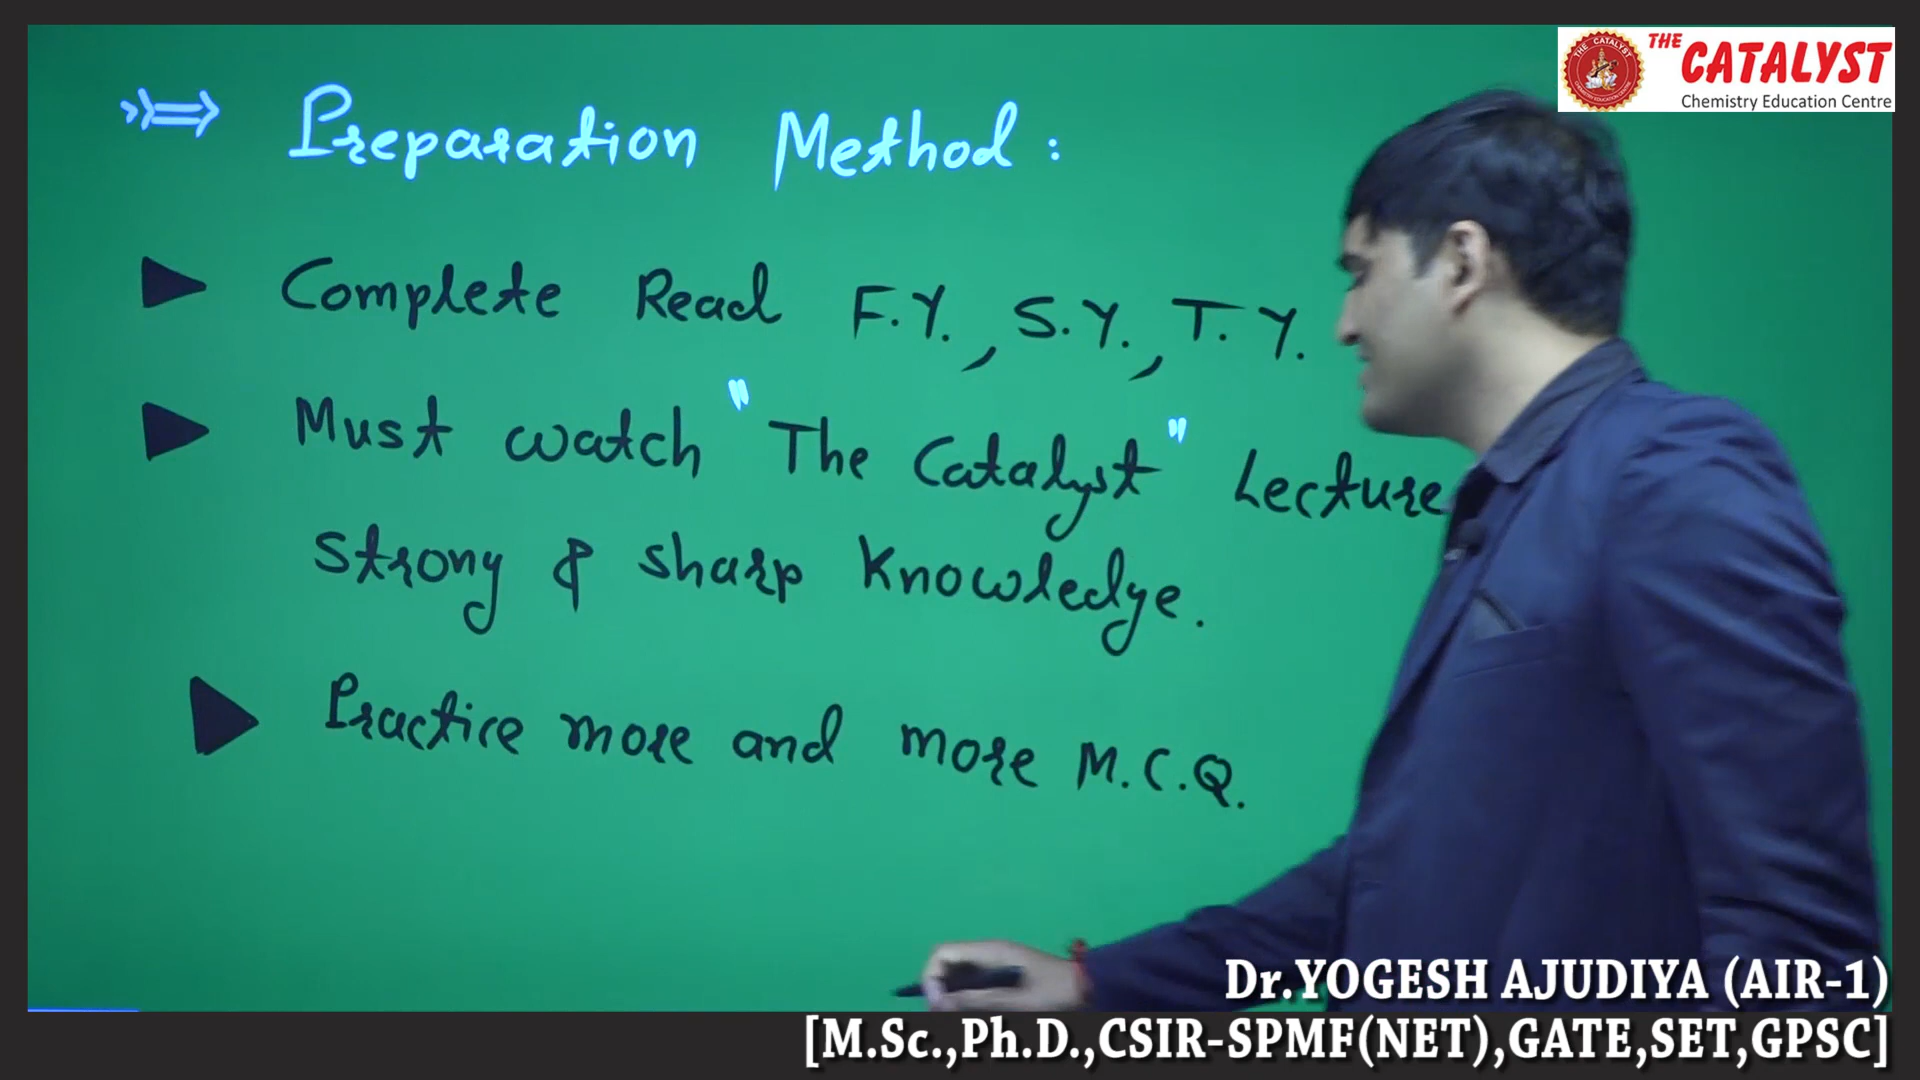 THE CATALYST
Chemistry Education Centre
Preparation Method :
Complete Read F.Y., S.Y., T.Y.
Must watch "The Catalyst" Lecture
strong & sharp knowledge.
Practice more and more M.C.Q.
Dr.YOGESH AJUDIYA (AIR-1)
[M.Sc.,Ph.D.,CSIR-SPMF(NET),GATE,SET,GPSC]